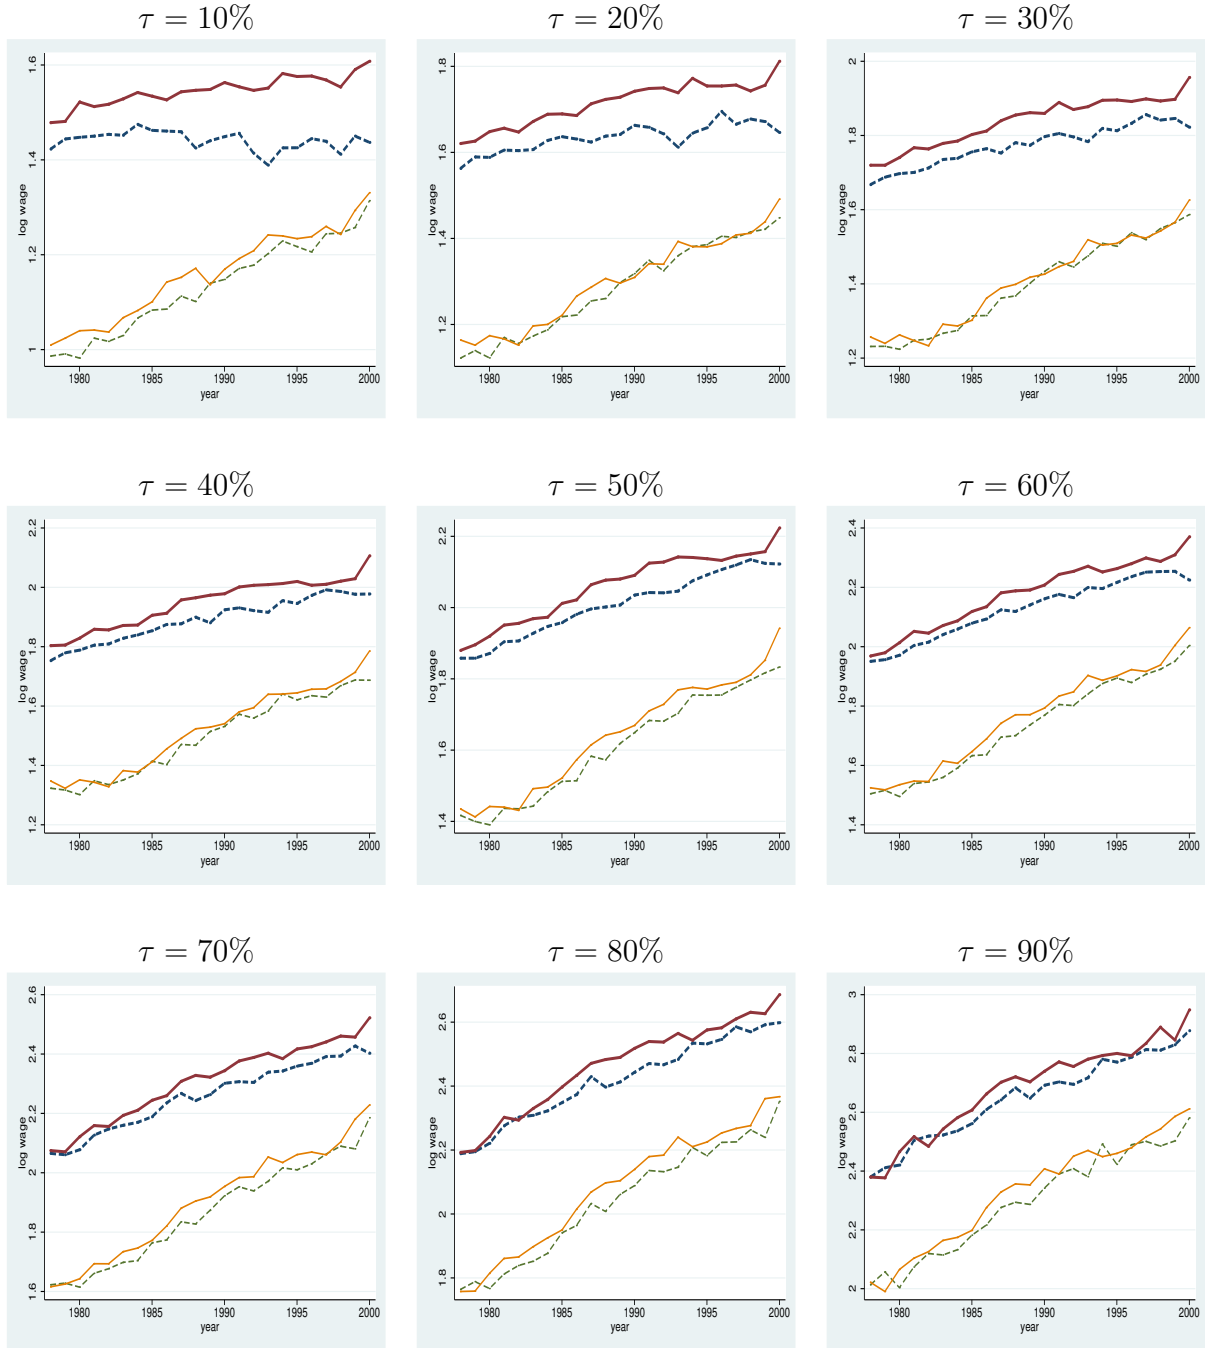 τ = 10%
τ = 20%
τ = 30%
log wage
1 1.2 1.4 1.6
1980 1985 1990 1995 2000
year
log wage
1.2 1.4 1.6 1.8
1980 1985 1990 1995 2000
year
log wage
1.2 1.4 1.6 1.8 2
1980 1985 1990 1995 2000
year
τ = 40%
τ = 50%
τ = 60%
log wage
1.2 1.4 1.6 1.8 2 2.2
1980 1985 1990 1995 2000
year
log wage
1.4 1.6 1.8 2 2.2
1980 1985 1990 1995 2000
year
log wage
1.4 1.6 1.8 2 2.2 2.4
1980 1985 1990 1995 2000
year
τ = 70%
τ = 80%
τ = 90%
log wage
1.6 1.8 2 2.2 2.4 2.6
1980 1985 1990 1995 2000
year
log wage
1.8 2 2.2 2.4 2.6
1980 1985 1990 1995 2000
year
log wage
2 2.2 2.4 2.6 2.8 3
1980 1985 1990 1995 2000
year